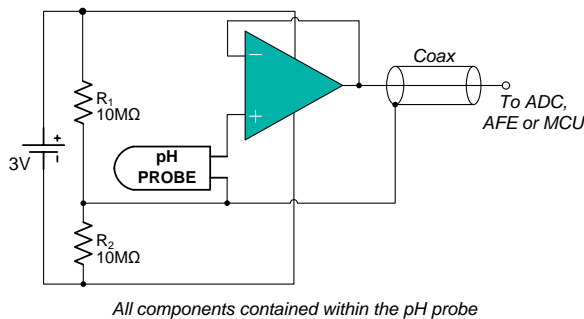 Coax
R1
10MΩ
3V
+
-
−
+
pH
PROBE
To ADC,
AFE or MCU
R2
10MΩ
All components contained within the pH probe